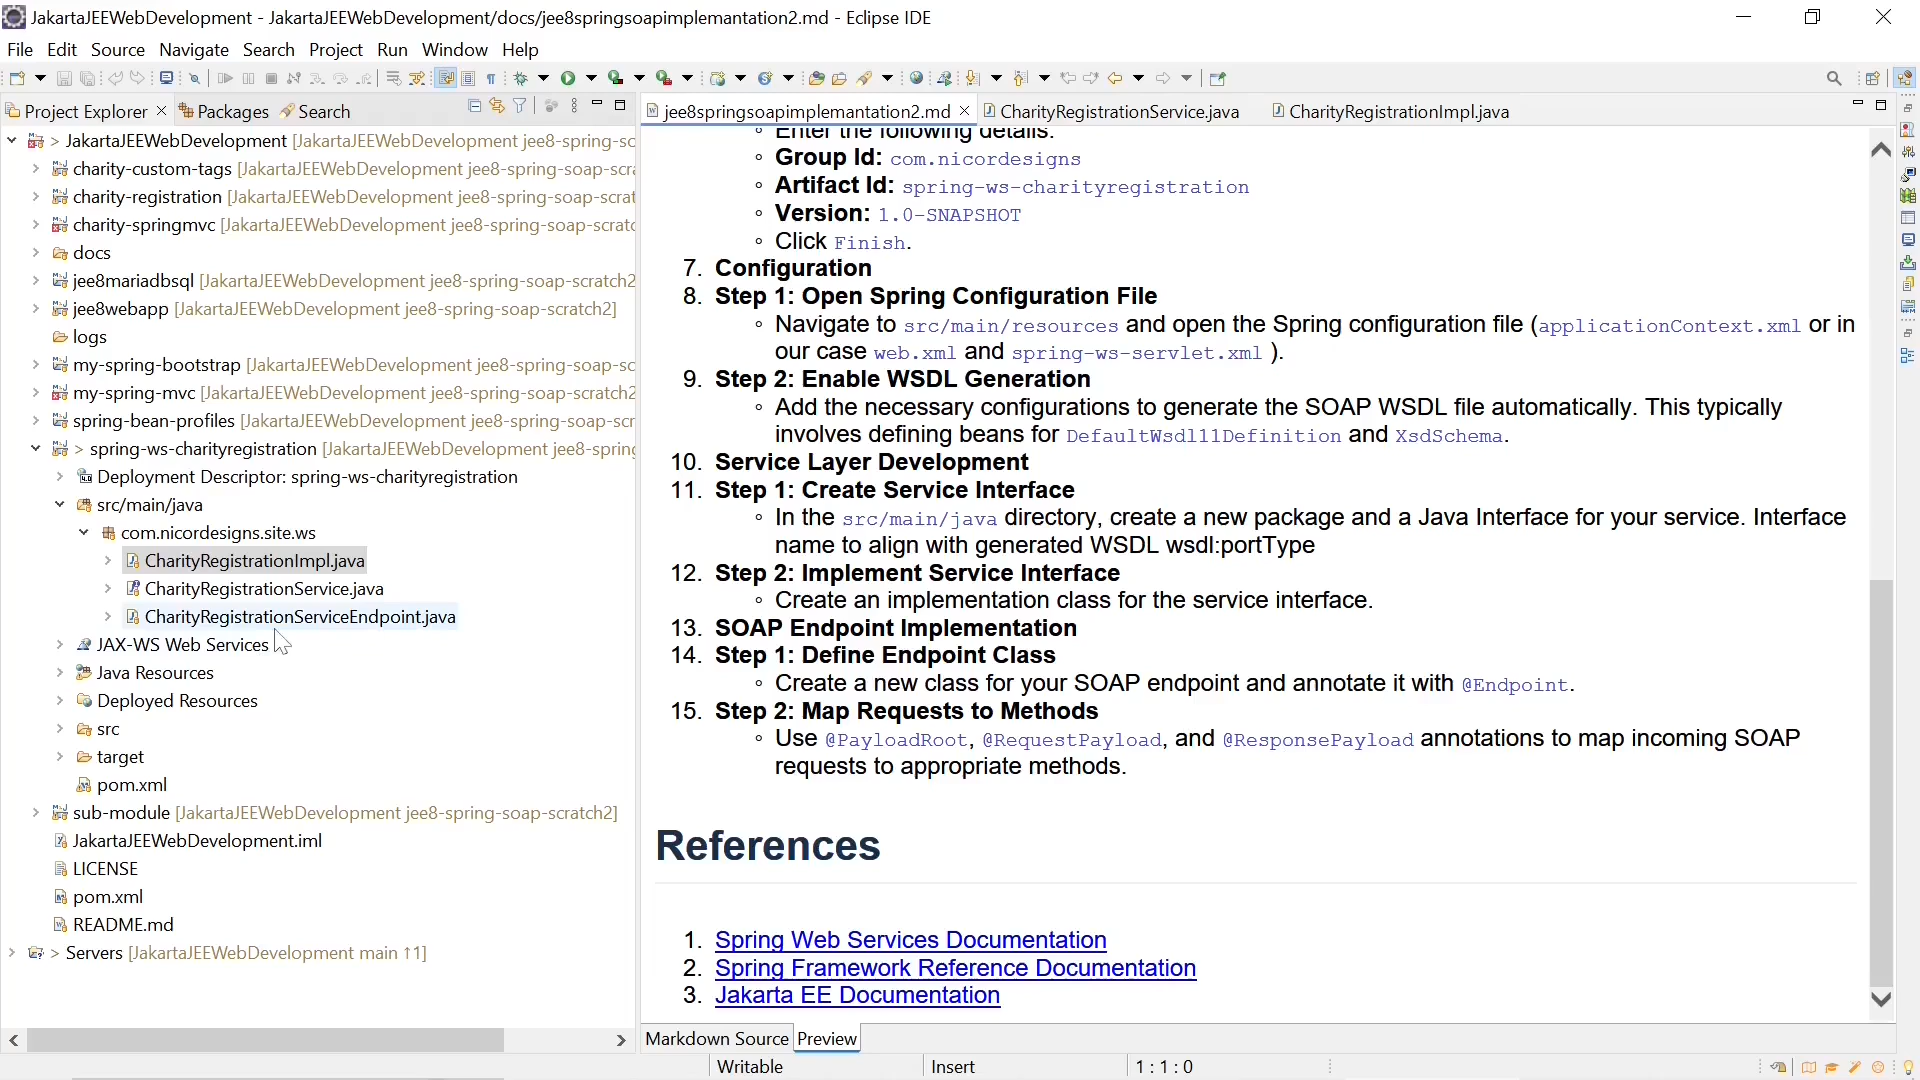 JakartaJEEWebDevelopment - JakartaJEEWebDevelopment/docs/jee8springsoapimplemantation2.md - Eclipse IDE
File Edit Source Navigate Search Project Run Window Help
Project Explorer Packages Search
> JakartaJEEWebDevelopment [JakartaJEEWebDevelopment jee8-spring-so
charity-custom-tags [JakartaJEEWebDevelopment jee8-spring-soap-scra
charity-registration [JakartaJEEWebDevelopment jee8-spring-soap-scrat
charity-springmvc [JakartaJEEWebDevelopment jee8-spring-soap-scratc
docs
jee8mariadbsql [JakartaJEEWebDevelopment jee8-spring-soap-scratch2
jee8webapp [JakartaJEEWebDevelopment jee8-spring-soap-scratch2]
logs
my-spring-bootstrap [JakartaJEEWebDevelopment jee8-spring-soap-sc
my-spring-mvc [JakartaJEEWebDevelopment jee8-spring-soap-scratch2
spring-bean-profiles [JakartaJEEWebDevelopment jee8-spring-soap-scr
> spring-ws-charityregistration [JakartaJEEWebDevelopment jee8-spring
Deployment Descriptor: spring-ws-charityregistration
src/main/java
com.nicordesigns.site.ws
CharityRegistrationImpl.java
CharityRegistrationService.java
CharityRegistrationServiceEndpoint.java
JAX-WS Web Services
Java Resources
Deployed Resources
src
target
pom.xml
sub-module [JakartaJEEWebDevelopment jee8-spring-soap-scratch2]
JakartaJEEWebDevelopment.iml
LICENSE
pom.xml
README.md
> Servers [JakartaJEEWebDevelopment main ↑1]
jee8springsoapimplemantation2.md CharityRegistrationService.java CharityRegistrationImpl.java
◦ Enter the following details:
◦ Group Id: com.nicordesigns
◦ Artifact Id: spring-ws-charityregistration
◦ Version: 1.0-SNAPSHOT
◦ Click Finish.
7. Configuration
8. Step 1: Open Spring Configuration File
◦ Navigate to src/main/resources and open the Spring configuration file (applicationContext.xml or in
our case web.xml and spring-ws-servlet.xml ).
9. Step 2: Enable WSDL Generation
◦ Add the necessary configurations to generate the SOAP WSDL file automatically. This typically
involves defining beans for DefaultWsdl11Definition and XsdSchema.
10. Service Layer Development
11. Step 1: Create Service Interface
◦ In the src/main/java directory, create a new package and a Java Interface for your service. Interface
name to align with generated WSDL wsdl:portType
12. Step 2: Implement Service Interface
◦ Create an implementation class for the service interface.
13. SOAP Endpoint Implementation
14. Step 1: Define Endpoint Class
◦ Create a new class for your SOAP endpoint and annotate it with @Endpoint.
15. Step 2: Map Requests to Methods
◦ Use @PayloadRoot, @RequestPayload, and @ResponsePayload annotations to map incoming SOAP
requests to appropriate methods.
References
1. Spring Web Services Documentation
2. Spring Framework Reference Documentation
3. Jakarta EE Documentation
Markdown Source Preview
Writable Insert 1 : 1 : 0